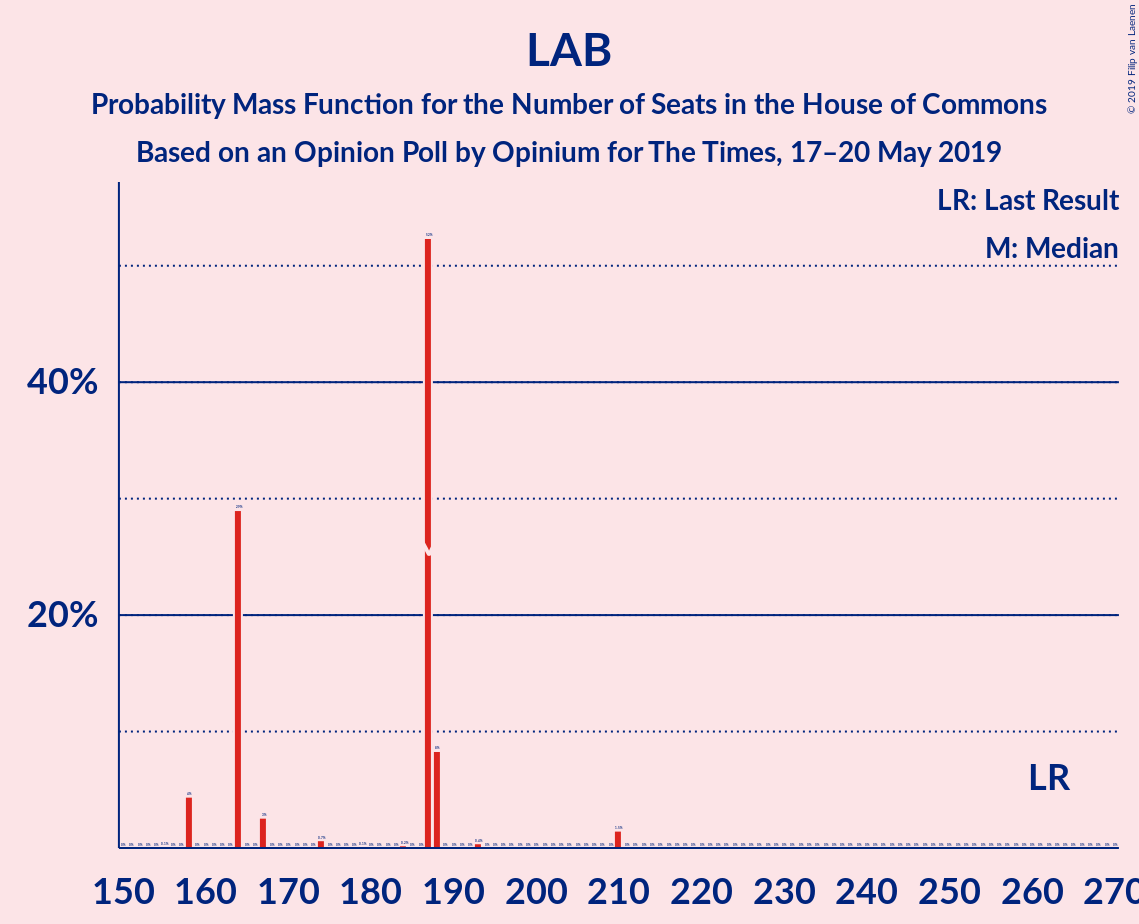 LAB
Probability Mass Function for the Number of Seats in the House of Commons
Based on an Opinion Poll by Opinium for The Times, 17–20 May 2019
© 2019 Filip van Laenen
LR: Last Result
M: Median
40%
20%
LR
150 160 170 180 190 200 210 220 230 240 250 260 270